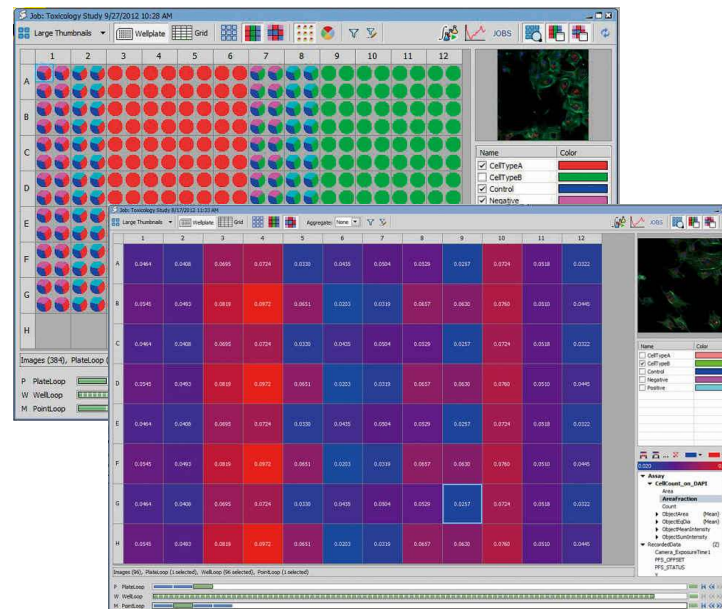 Job: Toxicology Study 9/27/2012 10:28 AM
Large Thumbnails Wellplate Grid JOBS
1 2 3 4 5 6 7 8 9 10 11 12
A
B
C
D
E
F
G
H
Name Color
CellTypeA
CellTypeB
Control
Negative
Images (384), PlateLoop (
P PlateLoop
W WellLoop
M PointLoop
Job: Toxicology Study 8/17/2012 11:23 AM
Large Thumbnails Wellplate Grid Aggregate: None JOBS
1 2 3 4 5 6 7 8 9 10 11 12
A 0.0464 0.0408 0.0695 0.0724 0.0330 0.0435 0.0504 0.0529 0.0257 0.0724 0.0518 0.0322
B 0.0545 0.0493 0.0819 0.0972 0.0651 0.0203 0.0319 0.0657 0.0630 0.0760 0.0510 0.0445
C 0.0464 0.0408 0.0695 0.0724 0.0330 0.0435 0.0504 0.0529 0.0257 0.0724 0.0518 0.0322
D 0.0545 0.0493 0.0819 0.0972 0.0651 0.0203 0.0319 0.0657 0.0630 0.0760 0.0510 0.0445
E 0.0464 0.0408 0.0695 0.0724 0.0330 0.0435 0.0504 0.0529 0.0257 0.0724 0.0518 0.0322
F 0.0545 0.0493 0.0819 0.0972 0.0651 0.0203 0.0319 0.0657 0.0630 0.0760 0.0510 0.0445
G 0.0464 0.0408 0.0695 0.0724 0.0330 0.0435 0.0504 0.0529 0.0257 0.0724 0.0518 0.0322
H 0.0545 0.0493 0.0819 0.0972 0.0651 0.0203 0.0319 0.0657 0.0630 0.0760 0.0510 0.0445
Name Color
CellTypeA
CellTypeB
Control
Negative
Positive
0.020
Assay
CellCount_on_DAPI
Area
AreaFraction
Count
ObjectArea (Mean)
ObjectEqDia (Mean)
ObjectMeanIntensity
ObjectSumIntensity
RecordedData (2)
Camera_ExposureTime1
PFS_OFFSET
PFS_STATUS
Images (96), PlateLoop (1 selected), WellLoop (96 selected), PointLoop (1 selected)
P PlateLoop
W WellLoop
M PointLoop